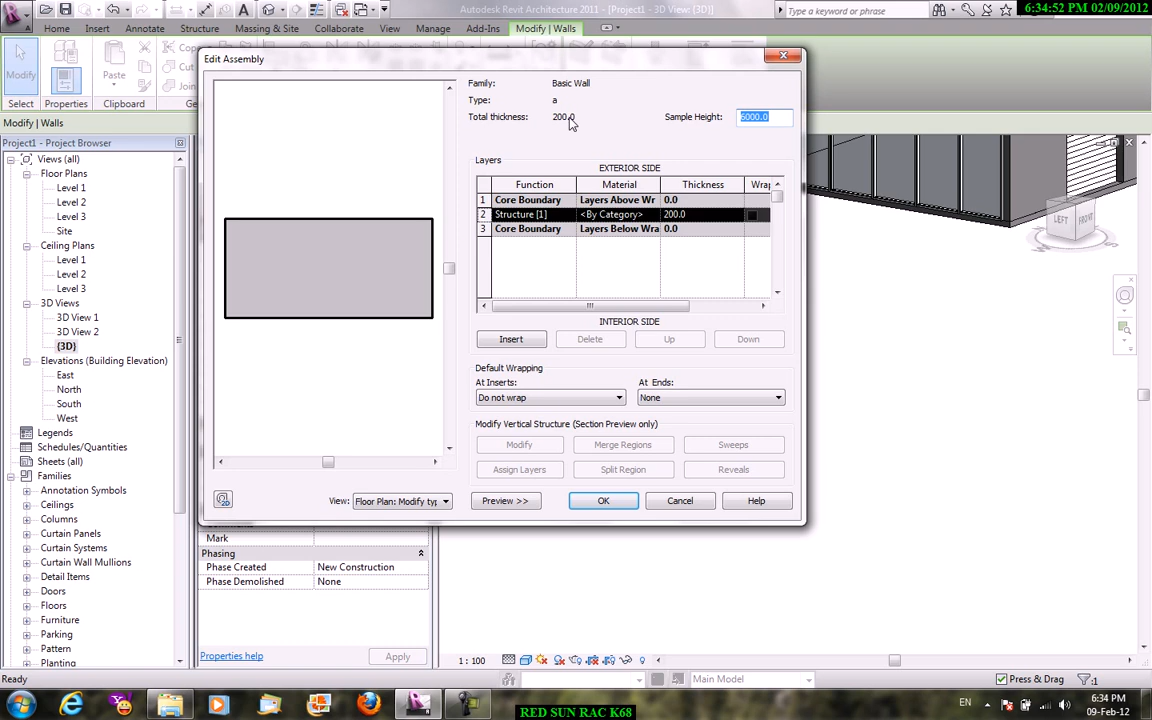 Autodesk Revit Architecture 2011 - [Project1 - 3D View: {3D}]
Type a keyword or phrase
6:34:52 PM 02/09/2012
Home Insert Annotate Structure Massing & Site Collaborate View Manage Add-Ins Modify | Walls
Modify
Paste
Select Properties Clipboard
Modify | Walls
Project1 - Project Browser
Views (all)
Floor Plans
Level 1
Level 2
Level 3
Site
Ceiling Plans
Level 1
Level 2
Level 3
3D Views
3D View 1
3D View 2
{3D}
Elevations (Building Elevation)
East
North
South
West
Legends
Schedules/Quantities
Sheets (all)
Families
Annotation Symbols
Ceilings
Columns
Curtain Panels
Curtain Systems
Curtain Wall Mullions
Detail Items
Doors
Floors
Furniture
Parking
Pattern
Planting
Edit Assembly
Family: Basic Wall
Type: a
Total thickness: 200.0
Sample Height: 6000.0
Layers
EXTERIOR SIDE
Function Material Thickness Wrap
1 Core Boundary Layers Above Wr 0.0
2 Structure [1] <By Category> 200.0
3 Core Boundary Layers Below Wra 0.0
INTERIOR SIDE
Insert Delete Up Down
Default Wrapping
At Inserts: At Ends:
Do not wrap None
Modify Vertical Structure (Section Preview only)
Modify Merge Regions Sweeps
Assign Layers Split Region Reveals
View: Floor Plan: Modify typ Preview >> OK Cancel Help
Mark
Phasing
Phase Created New Construction
Phase Demolished None
Properties help Apply
LEFT FRONT
1 : 100
Ready
Main Model
Press & Drag
:1
EN
6:34 PM
09-Feb-12
RED SUN RAC K68